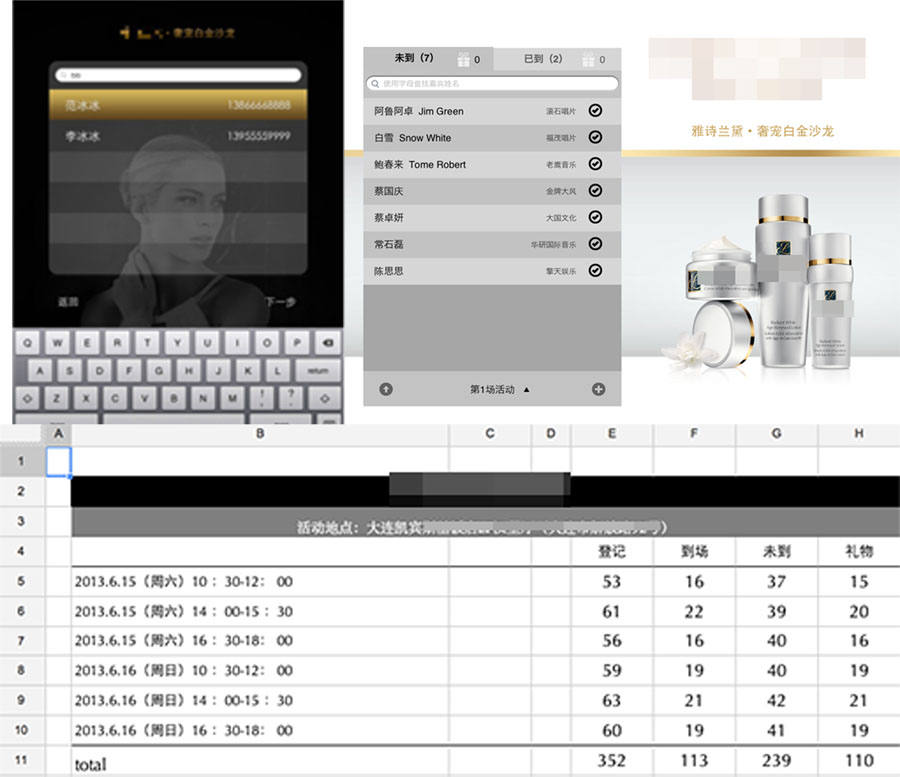 奢宠白金沙龙
范冰冰 13866668888
李冰冰 13955559999
返回 下一步
Q W E R T Y U I O P
A S D F G H J K L return
Z X C V B N M ! ?
未到（7） 0 已到（2） 0
使用字段查找嘉宾姓名
阿鲁阿卓 Jim Green 滚石唱片
白雪 Snow White 福茂唱片
鲍春来 Tome Robert 老鹰音乐
蔡国庆 金牌大风
蔡卓妍 大国文化
常石磊 华研国际音乐
陈思思 擎天娱乐
第1场活动 ▲
雅诗兰黛·奢宠白金沙龙
A B C D E F G H
1
2
3 活动地点：大连凯宾
4 登记 到场 未到 礼物
5 2013.6.15（周六）10：30-12：00 53 16 37 15
6 2013.6.15（周六）14：00-15：30 61 22 39 20
7 2013.6.15（周六）16：30-18：00 56 16 40 16
8 2013.6.16（周日）10：30-12：00 59 19 40 19
9 2013.6.16（周日）14：00-15：30 63 21 42 21
10 2013.6.16（周日）16：30-18：00 60 19 41 19
11 total 352 113 239 110